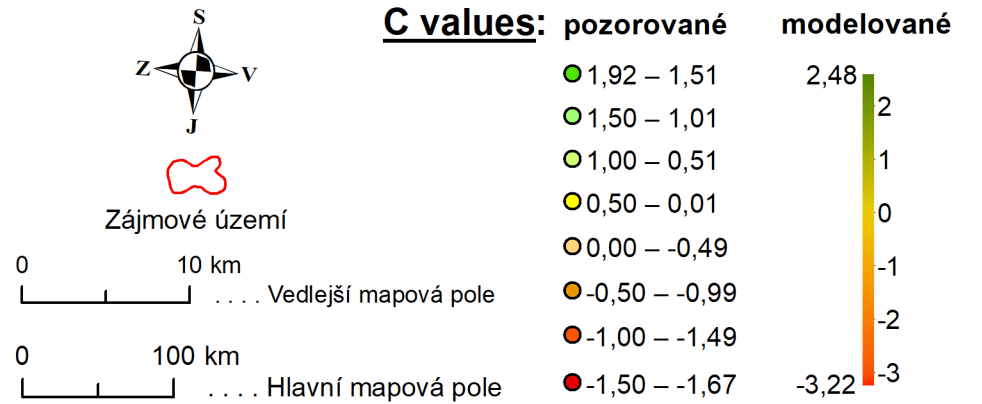 S
Z V
J
Zájmové území
0 10 km
. . . . Vedlejší mapová pole
0 100 km
. . . . Hlavní mapová pole
C values: pozorované modelované
1,92 – 1,51
1,50 – 1,01
1,00 – 0,51
0,50 – 0,01
0,00 – -0,49
-0,50 – -0,99
-1,00 – -1,49
-1,50 – -1,67
2,48
2
1
0
-1
-2
-3
-3,22